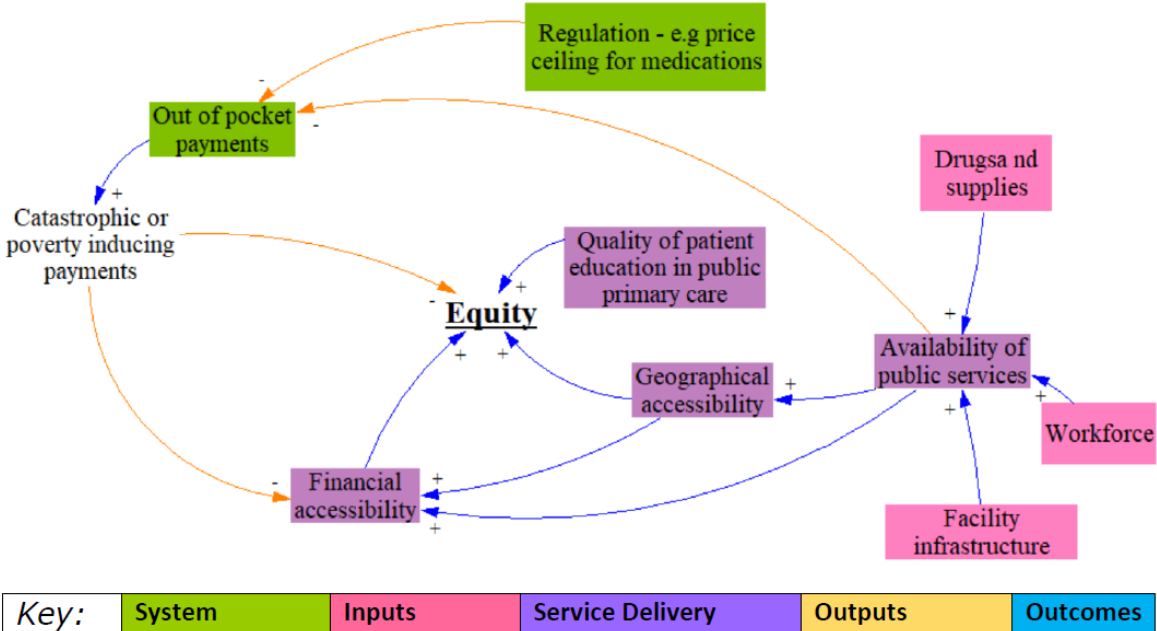 Regulation - e.g price
ceiling for medications
-
Out of pocket
payments
-
+
Drugsa nd
supplies
Catastrophic or
poverty inducing
payments
Quality of patient
education in public
primary care
+
-
Equity
+
+
+
Availability of
public services
Geographical
accessibility
+
+
+
Workforce
-
Financial
accessibility
+
+
Facility
infrastructure
Key:
System
Inputs
Service Delivery
Outputs
Outcomes